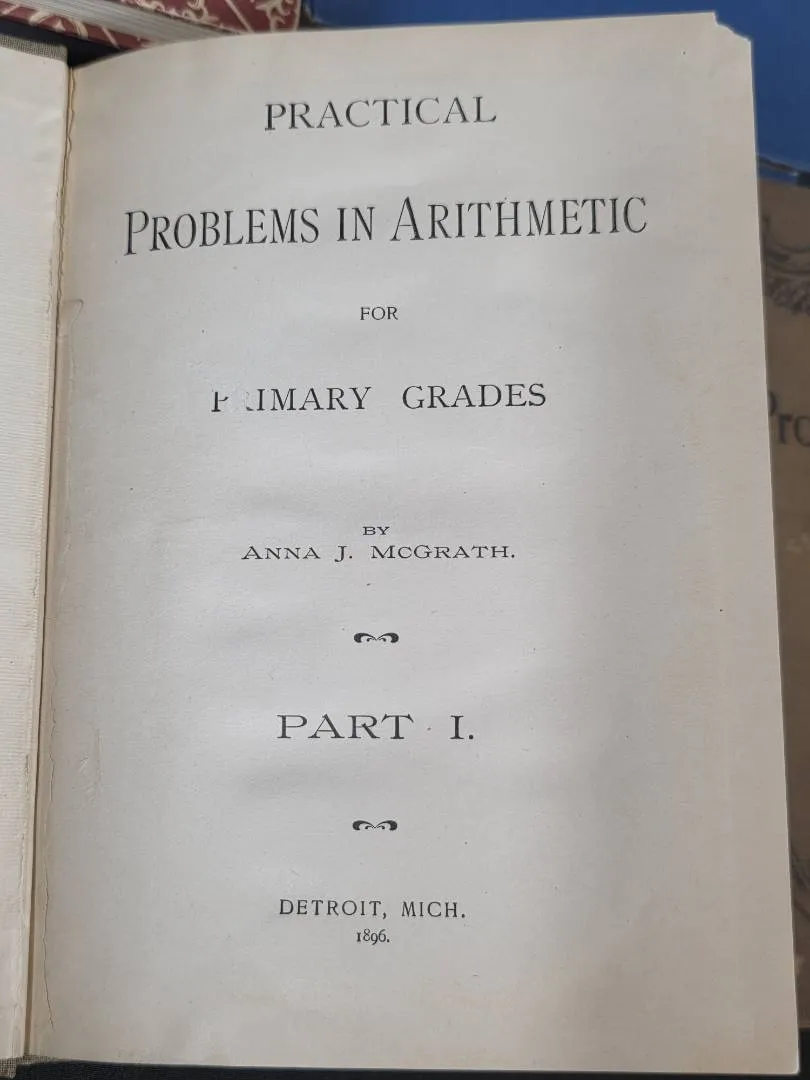 PRACTICAL
PROBLEMS IN ARITHMETIC
FOR
PRIMARY GRADES
BY
ANNA J. MCGRATH.
PART I.
DETROIT, MICH.
1896.